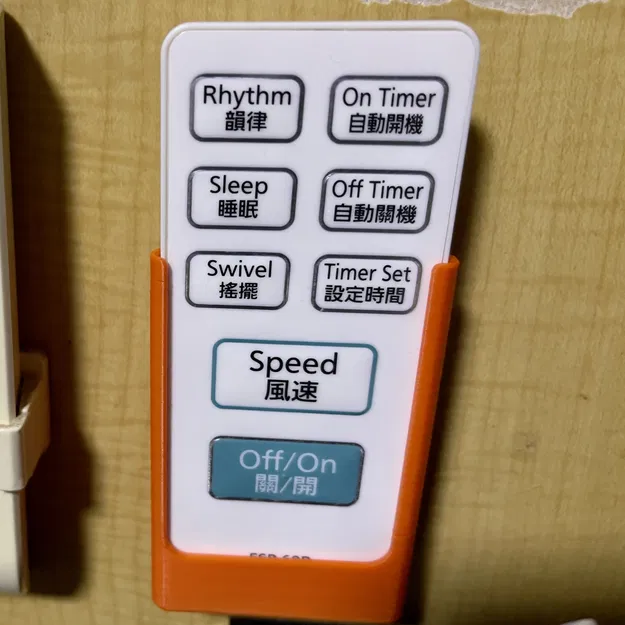 Rhythm
韻律
On Timer
自動開機
Sleep
睡眠
Off Timer
自動關機
Swivel
搖擺
Timer Set
設定時間
Speed
風速
Off/On
關/開